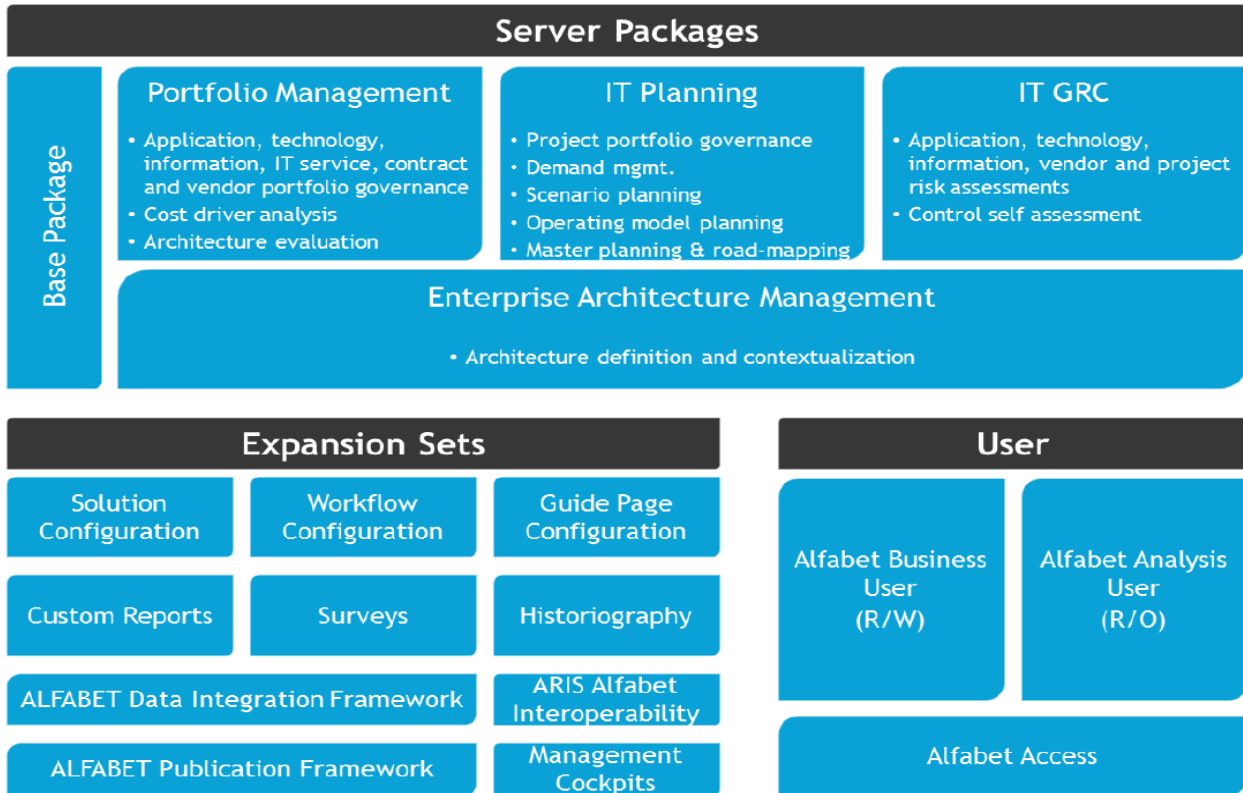 Server Packages
Base Package
Portfolio Management
• Application, technology,
information, IT service, contract
and vendor portfolio governance
• Cost driver analysis
• Architecture evaluation
IT Planning
• Project portfolio governance
• Demand mgmt.
• Scenario planning
• Operating model planning
• Master planning & road-mapping
IT GRC
• Application, technology,
information, vendor and project
risk assessments
• Control self assessment
Enterprise Architecture Management
• Architecture definition and contextualization
Expansion Sets
Solution
Configuration
Workflow
Configuration
Guide Page
Configuration
Custom Reports
Surveys
Historiography
ALFABET Data Integration Framework
ARIS Alfabet
Interoperability
ALFABET Publication Framework
Management
Cockpits
User
Alfabet Business
User
(R/W)
Alfabet Analysis
User
(R/O)
Alfabet Access